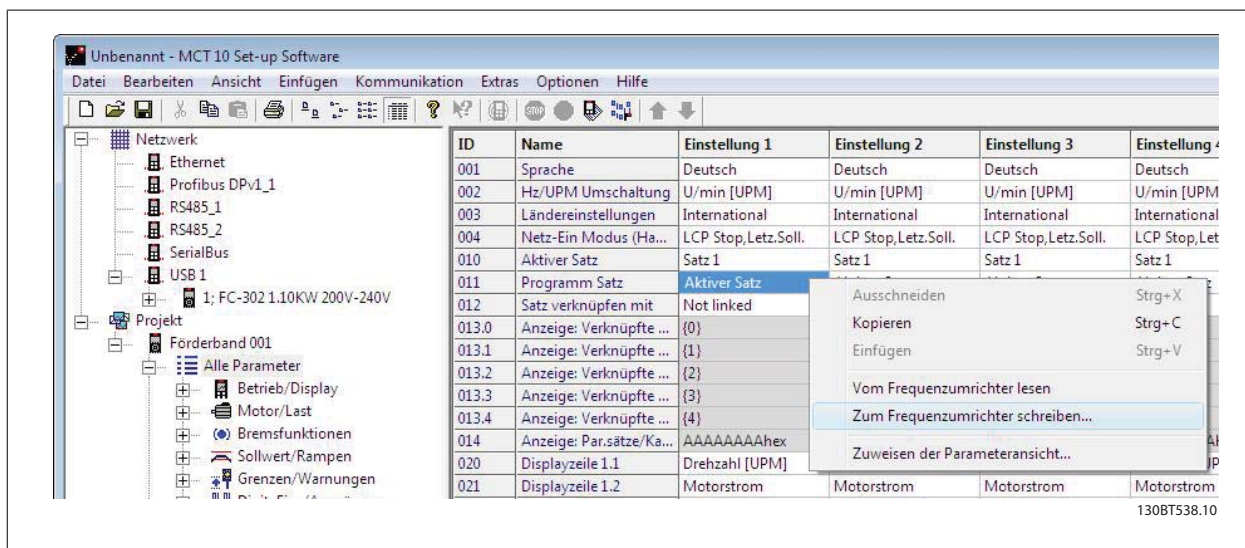 Unbenannt - MCT 10 Set-up Software
Datei Bearbeiten Ansicht Einfügen Kommunikation Extras Optionen Hilfe
STOP
Netzwerk
Ethernet
Profibus DPv1_1
RS485_1
RS485_2
SerialBus
USB 1
1; FC-302 1.10KW 200V-240V
Projekt
Förderband 001
Alle Parameter
Betrieb/Display
Motor/Last
Bremsfunktionen
Sollwert/Rampen
Grenzen/Warnungen
ID Name Einstellung 1 Einstellung 2 Einstellung 3 Einstellung 4
001 Sprache Deutsch Deutsch Deutsch Deutsch
002 Hz/UPM Umschaltung U/min [UPM] U/min [UPM] U/min [UPM] U/min [UPM
003 Ländereinstellungen International International International International
004 Netz-Ein Modus (Ha... LCP Stop,Letz.Soll. LCP Stop,Letz.Soll. LCP Stop,Letz.Soll. LCP Stop,Let
010 Aktiver Satz Satz 1 Satz 1 Satz 1 Satz 1
011 Programm Satz Aktiver Satz
012 Satz verknüpfen mit Not linked
013.0 Anzeige: Verknüpfte ... {0}
013.1 Anzeige: Verknüpfte ... {1}
013.2 Anzeige: Verknüpfte ... {2}
013.3 Anzeige: Verknüpfte ... {3}
013.4 Anzeige: Verknüpfte ... {4}
014 Anzeige: Par.sätze/Ka... AAAAAAAAhex
020 Displayzeile 1.1 Drehzahl [UPM]
021 Displayzeile 1.2 Motorstrom Motorstrom Motorstrom Motorstrom
Ausschneiden Strg+X
Kopieren Strg+C
Einfügen Strg+V
Vom Frequenzumrichter lesen
Zum Frequenzumrichter schreiben...
Zuweisen der Parameteransicht...
130BT538.10